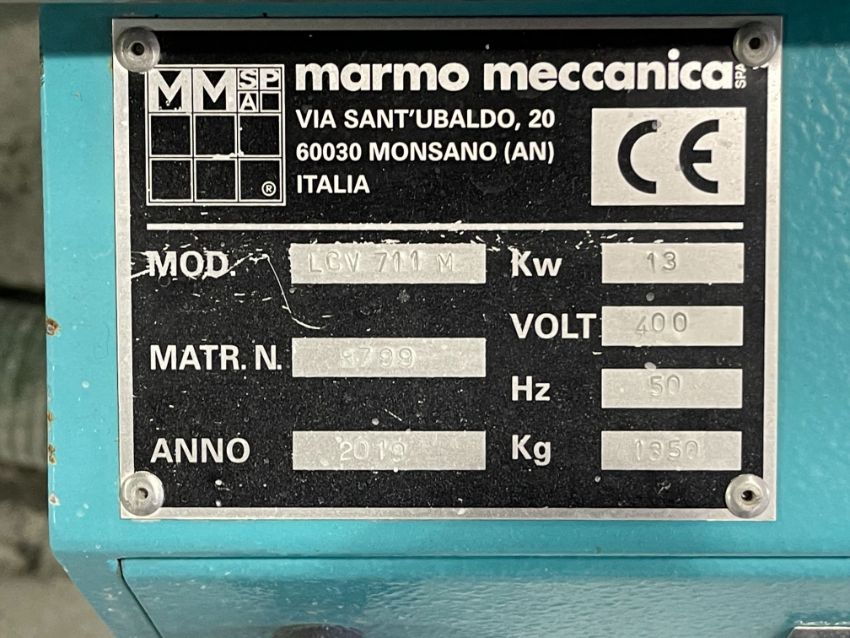 MM SPA ®
marmo meccanica SPA
VIA SANT'UBALDO, 20
60030 MONSANO (AN)
ITALIA
CE
MOD. LCV 711 M
Kw 13
VOLT 400
MATR. N.
Hz 50
ANNO 2019
Kg 1350